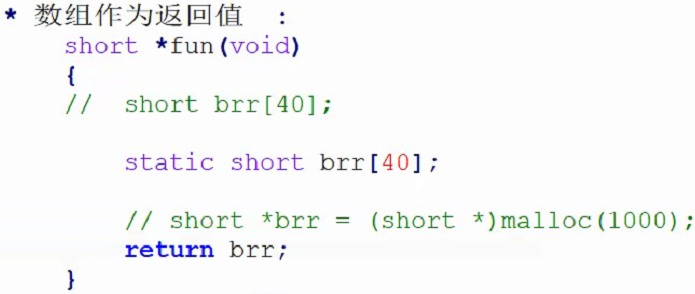 * 数组作为返回值 :
short *fun(void)
{
// short brr[40];
static short brr[40];
// short *brr = (short *)malloc(1000);
return brr;
}